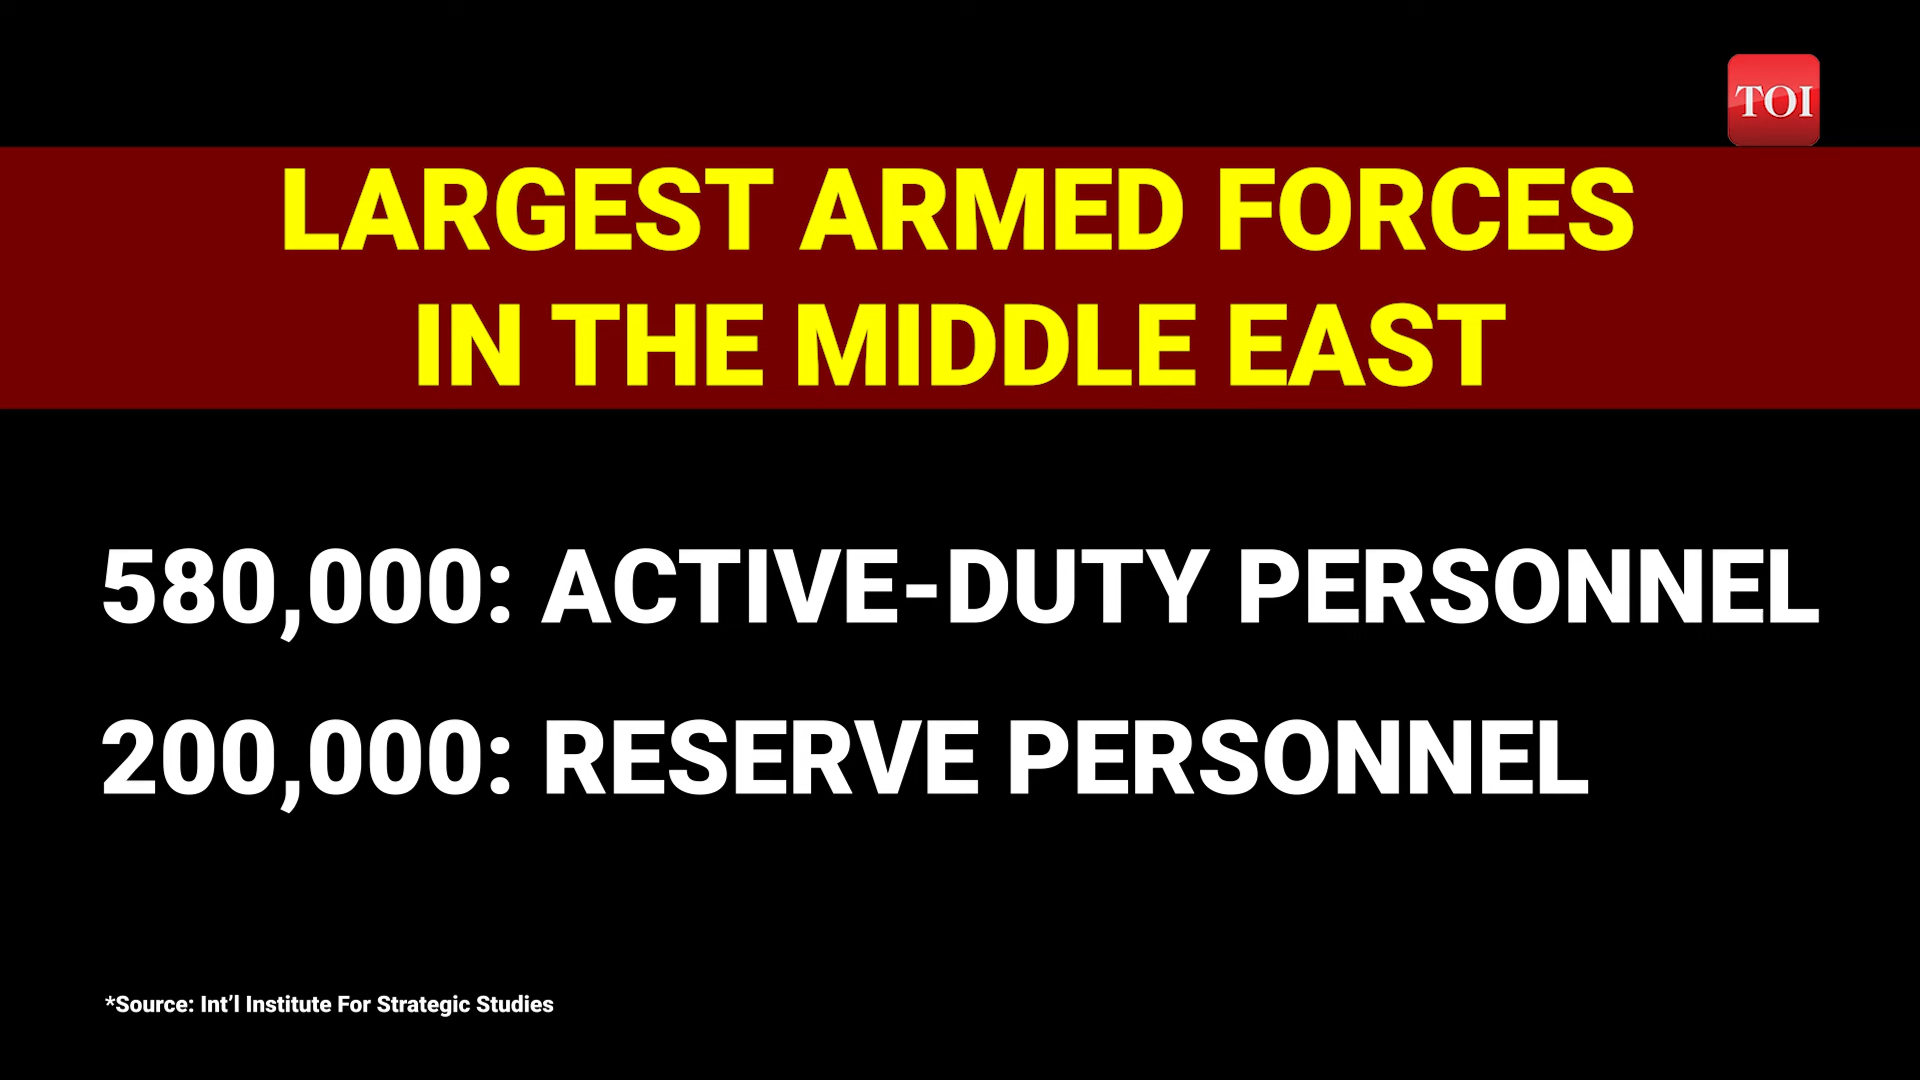 TOI
LARGEST ARMED FORCES
IN THE MIDDLE EAST
580,000: ACTIVE-DUTY PERSONNEL
200,000: RESERVE PERSONNEL
*Source: Int’l Institute For Strategic Studies